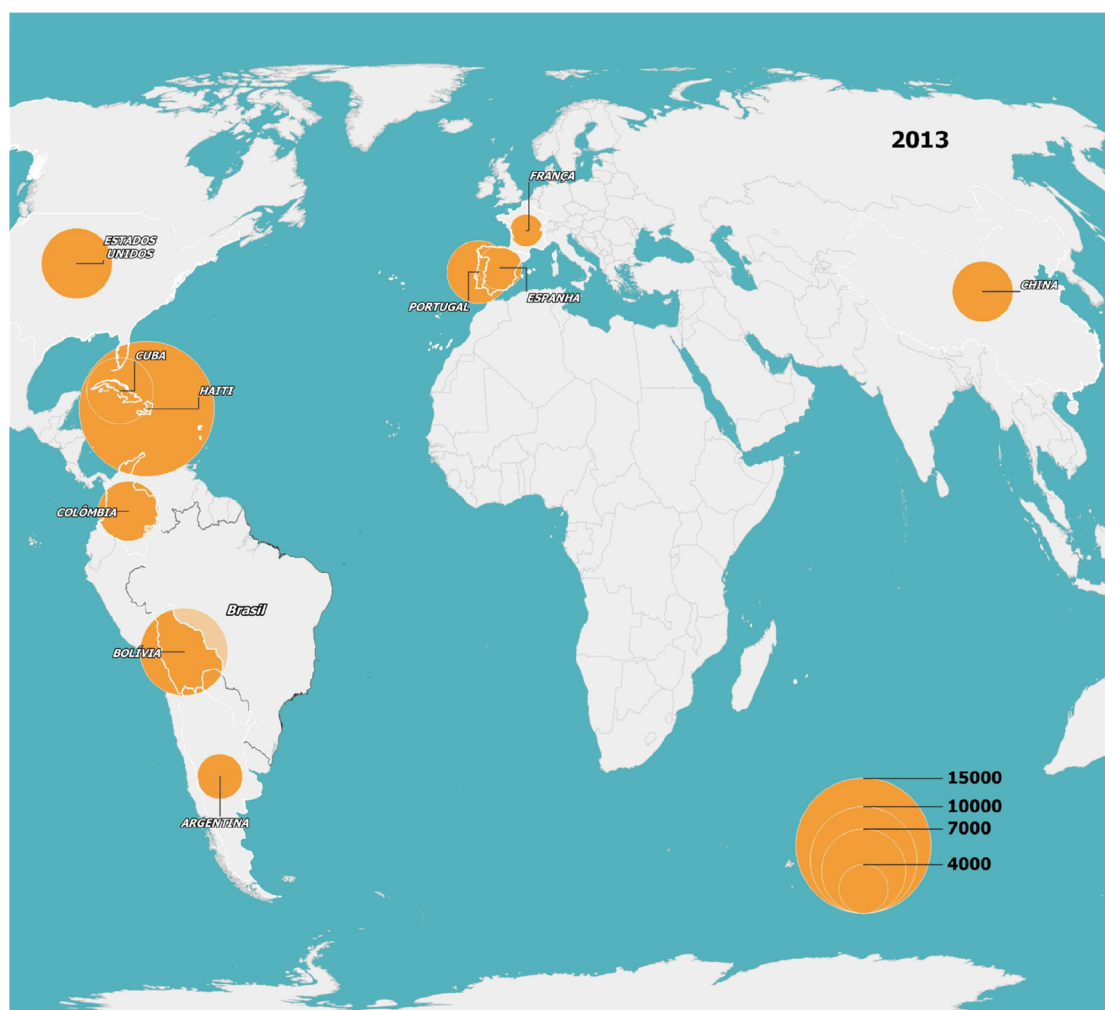 2013
FRANÇA
ESTADOS
UNIDOS
PORTUGAL
ESPANHA
CHINA
CUBA
HAITI
COLÔMBIA
Brasil
BOLÍVIA
ARGENTINA
15000
10000
7000
4000